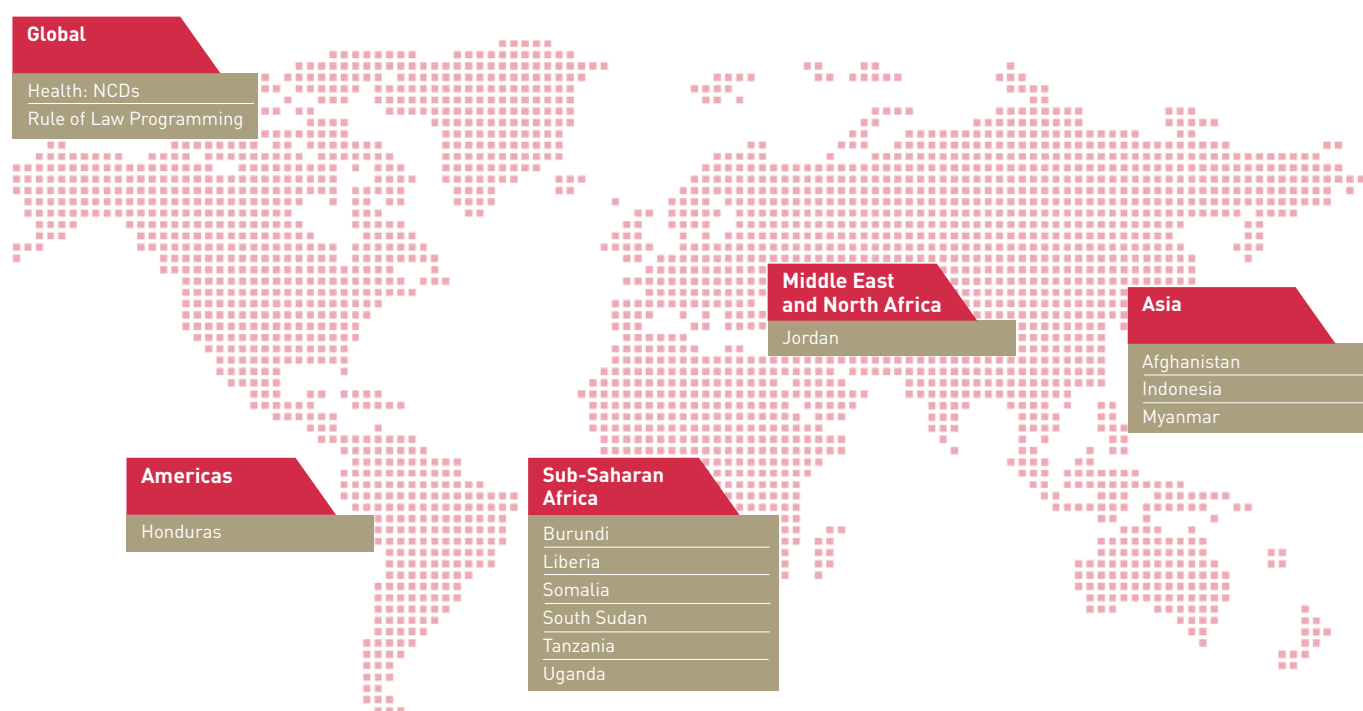 Global
Health: NCDs
Rule of Law Programming
Middle East
and North Africa
Jordan
Asia
Afghanistan
Indonesia
Myanmar
Americas
Honduras
Sub-Saharan
Africa
Burundi
Liberia
Somalia
South Sudan
Tanzania
Uganda